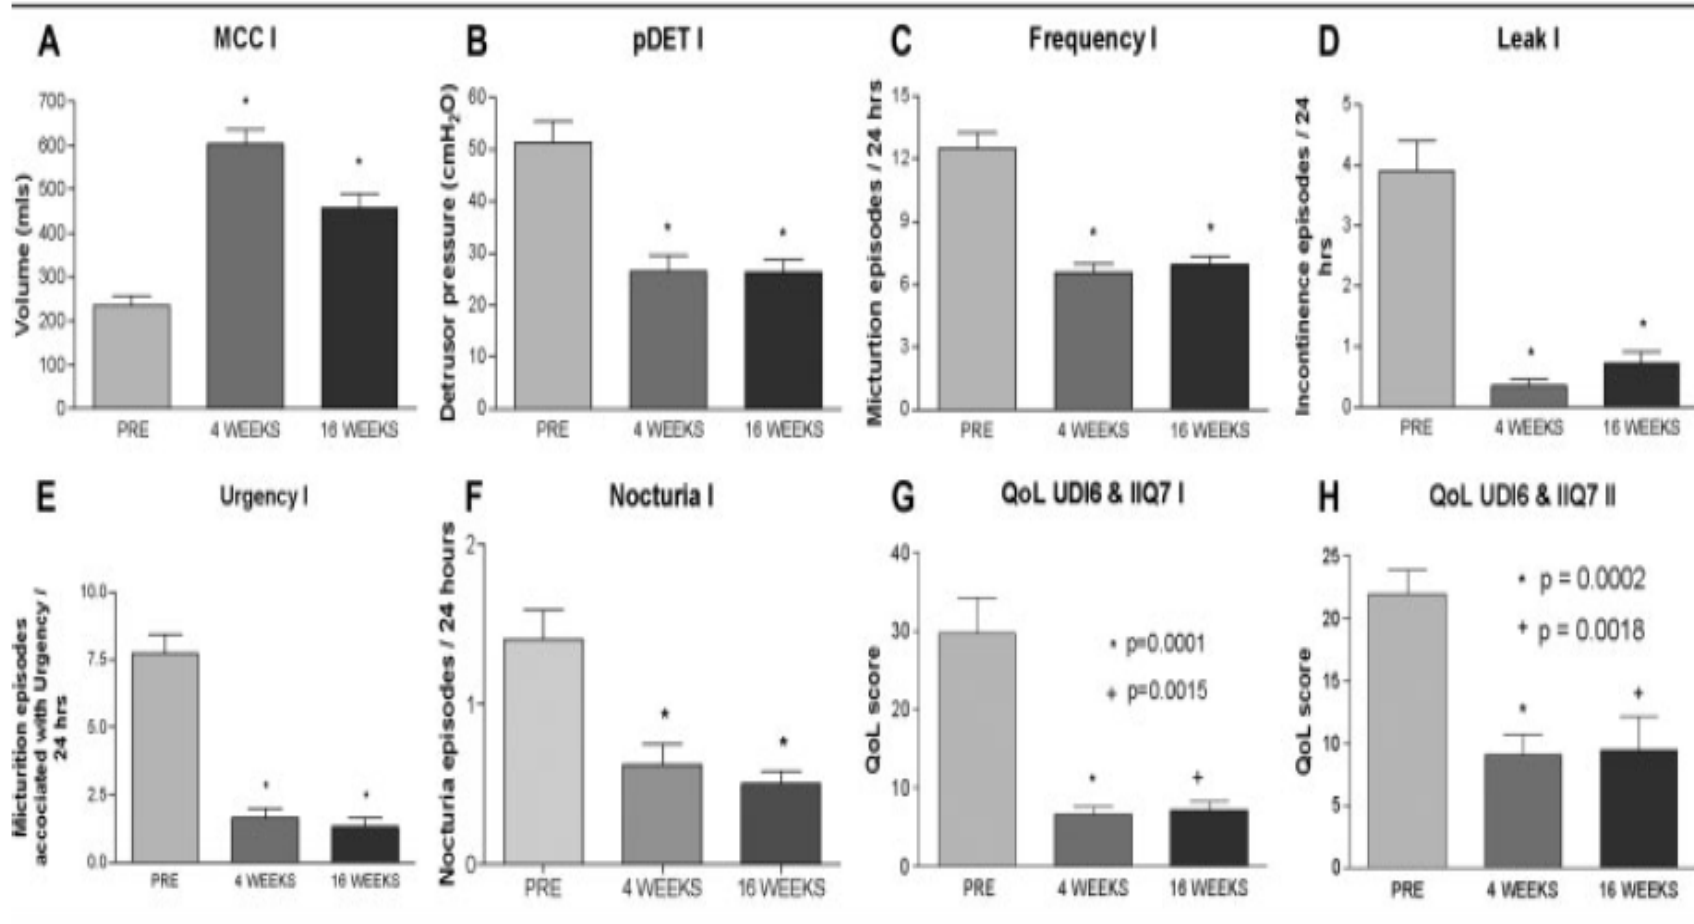 A MCC I
Volume (mls)
700
600
500
400
300
200
100
0
*
*
PRE 4 WEEKS 16 WEEKS
B pDET I
Detrusor pressure (cmH₂O)
60
50
40
30
20
10
0
*
*
PRE 4 WEEKS 16 WEEKS
C Frequency I
Micturtion episodes / 24 hrs
15
12
9
6
3
0
*
*
PRE 4 WEEKS 16 WEEKS
D Leak I
Incontinence episodes / 24
hrs
5
4
3
2
1
0
*
*
PRE 4 WEEKS 16 WEEKS
E Urgency I
Micturition episodes
accociated with Urgency /
24 hrs
10.0
7.5
5.0
2.5
0.0
*
*
PRE 4 WEEKS 16 WEEKS
F Nocturia I
Nocturia episodes / 24 hours
2
1
0
*
*
PRE 4 WEEKS 16 WEEKS
G QoL UDI6 & IIQ7 I
QoL score
40
30
20
10
0
* p=0.0001
+ p=0.0015
*
+
PRE 4 WEEKS 16 WEEKS
H QoL UDI6 & IIQ7 II
QoL score
25
20
15
10
5
0
* p = 0.0002
+ p = 0.0018
*
+
PRE 4 WEEKS 16 WEEKS